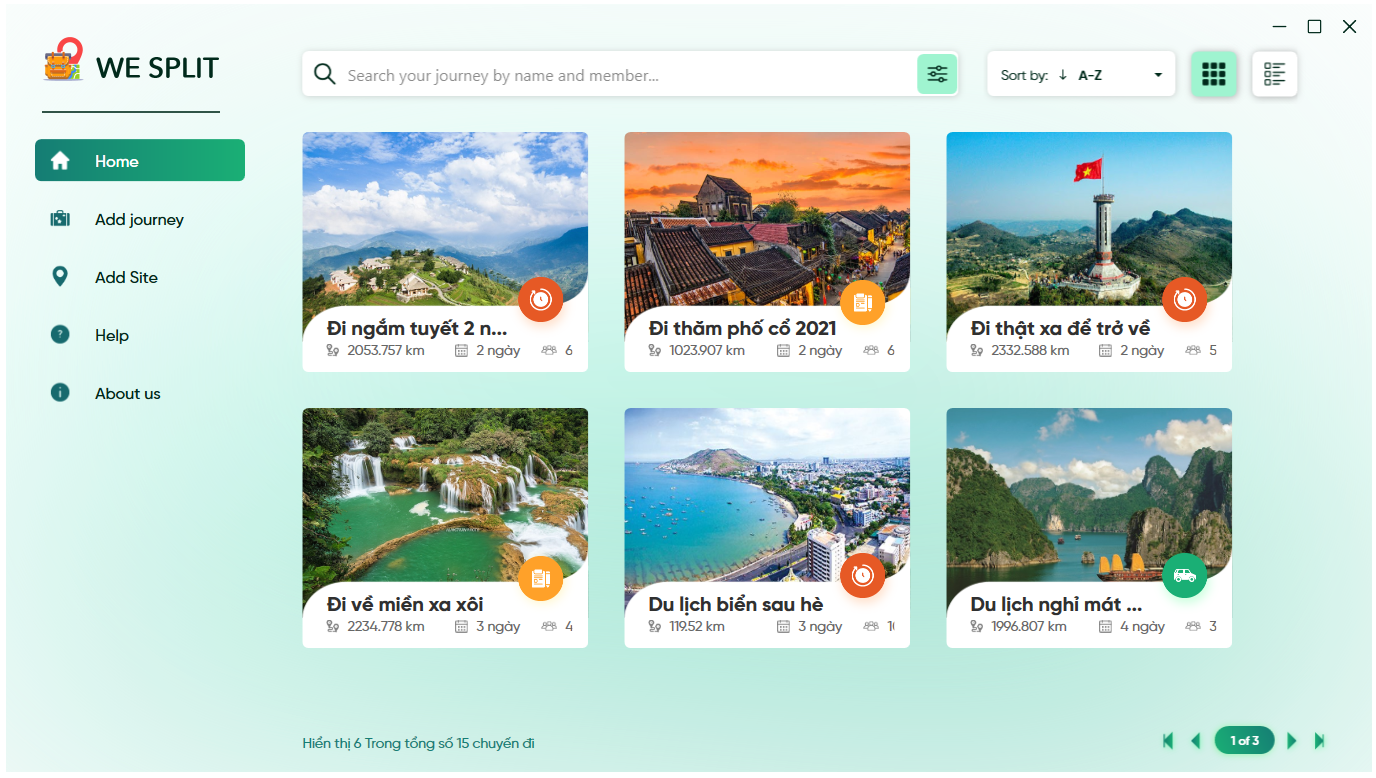 WE SPLIT
Search your journey by name and member...
Sort by: ↓ A-Z
Home
Add journey
Add Site
Help
About us
Đi ngắm tuyết 2 n...
2053.757 km 2 ngày 6
Đi thăm phố cổ 2021
1023.907 km 2 ngày 6
Đi thật xa để trở về
2332.588 km 2 ngày 5
Đi về miền xa xôi
2234.778 km 3 ngày 4
Du lịch biển sau hè
119.52 km 3 ngày
Du lịch nghỉ mát ...
1996.807 km 4 ngày 3
Hiển thị 6 Trong tổng số 15 chuyến đi
1 of 3